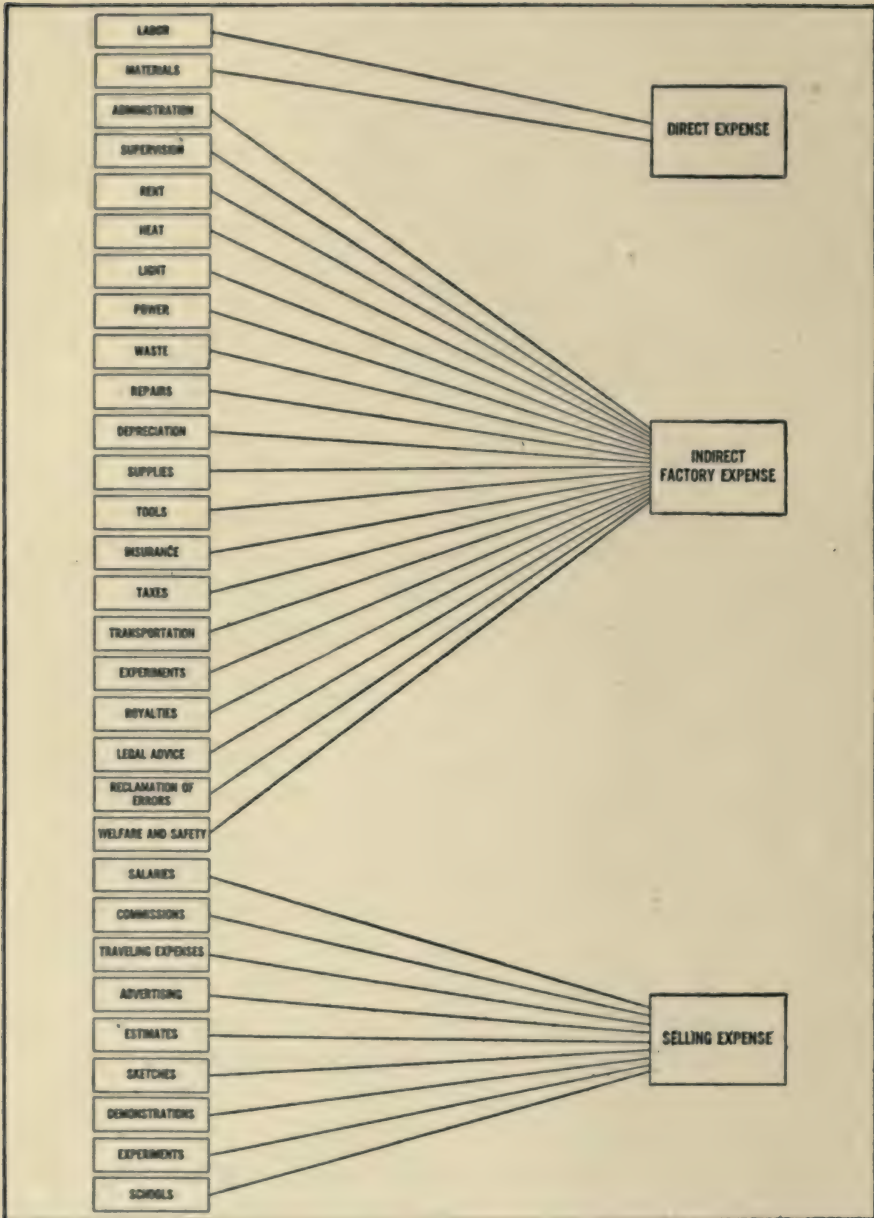 LABOR
MATERIALS
ADMINISTRATION
SUPERVISION
RENT
HEAT
LIGHT
POWER
WASTE
REPAIRS
DEPRECIATION
SUPPLIES
TOOLS
INSURANCE
TAXES
TRANSPORTATION
EXPERIMENTS
ROYALTIES
LEGAL ADVICE
RECLAMATION OF
ERRORS
WELFARE AND SAFETY
SALARIES
COMMISSIONS
TRAVELING EXPENSES
ADVERTISING
ESTIMATES
SKETCHES
DEMONSTRATIONS
EXPERIMENTS
SCHOOLS
DIRECT EXPENSE
INDIRECT
FACTORY EXPENSE
SELLING EXPENSE